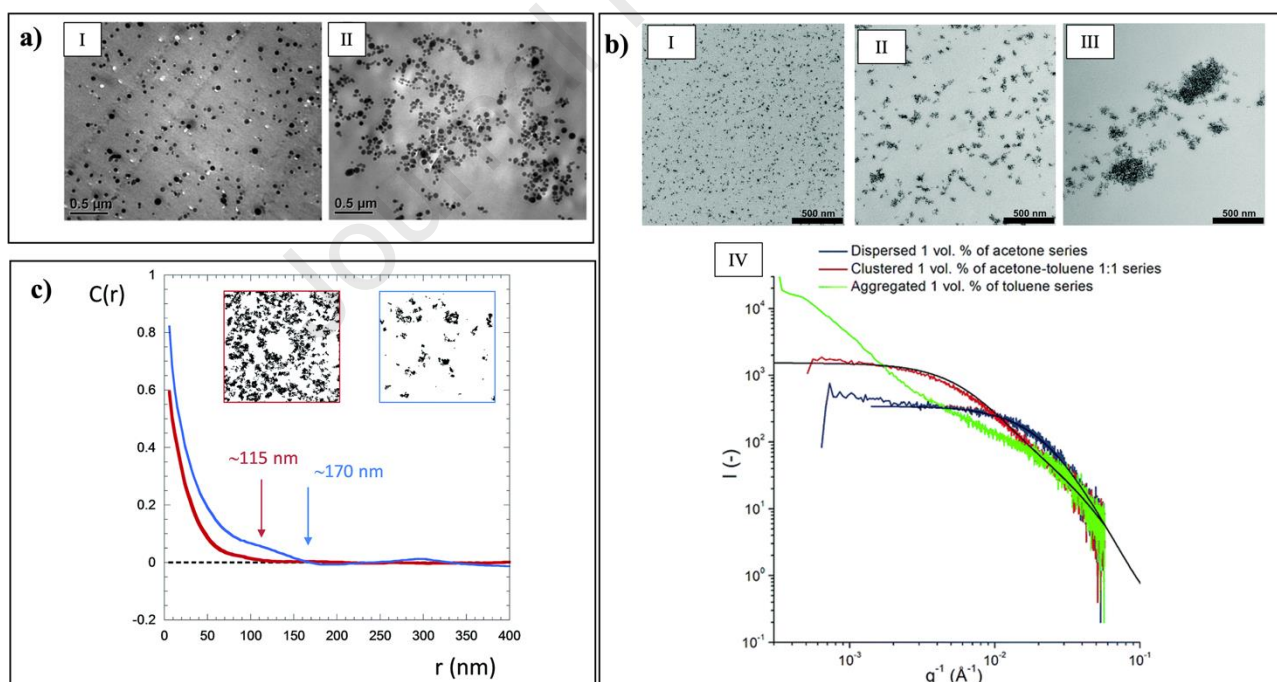 a)
I
II
0.5 µm
0.5 µm
b)
I
II
III
500 nm
500 nm
500 nm
IV
Dispersed 1 vol. % of acetone series
Clustered 1 vol. % of acetone-toluene 1:1 series
Aggregated 1 vol. % of toluene series
10⁴
10³
10²
10¹
10⁰
10⁻¹
I (-)
10⁻³
10⁻²
10⁻¹
q⁻¹ (Å⁻¹)
c)
C(r)
1
0.8
0.6
0.4
0.2
0
-0.2
~115 nm
~170 nm
0
50
100
150
200
250
300
350
400
r (nm)